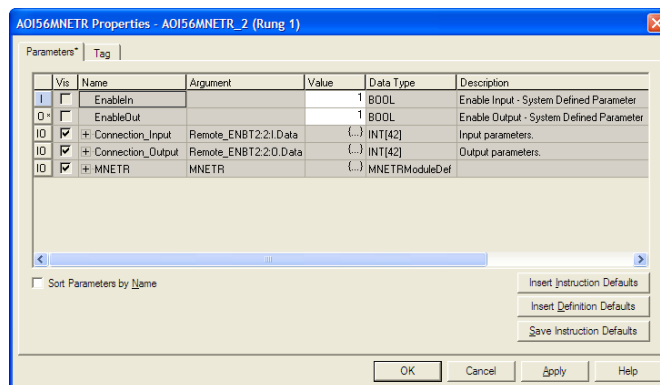 AOI56MNETR Properties - AOI56MNETR_2 (Rung 1)
Parameters* Tag
Vis Name Argument Value Data Type Description
I EnableIn 1 BOOL Enable Input - System Defined Parameter
O EnableOut 1 BOOL Enable Output - System Defined Parameter
IO Connection_Input Remote_ENBT2:2:I.Data {...} INT[42] Input parameters.
IO Connection_Output Remote_ENBT2:2:O.Data {...} INT[42] Output parameters.
IO MNETR MNETR {...} MNETRModuleDef
Sort Parameters by Name
Insert Instruction Defaults
Insert Definition Defaults
Save Instruction Defaults
OK Cancel Apply Help